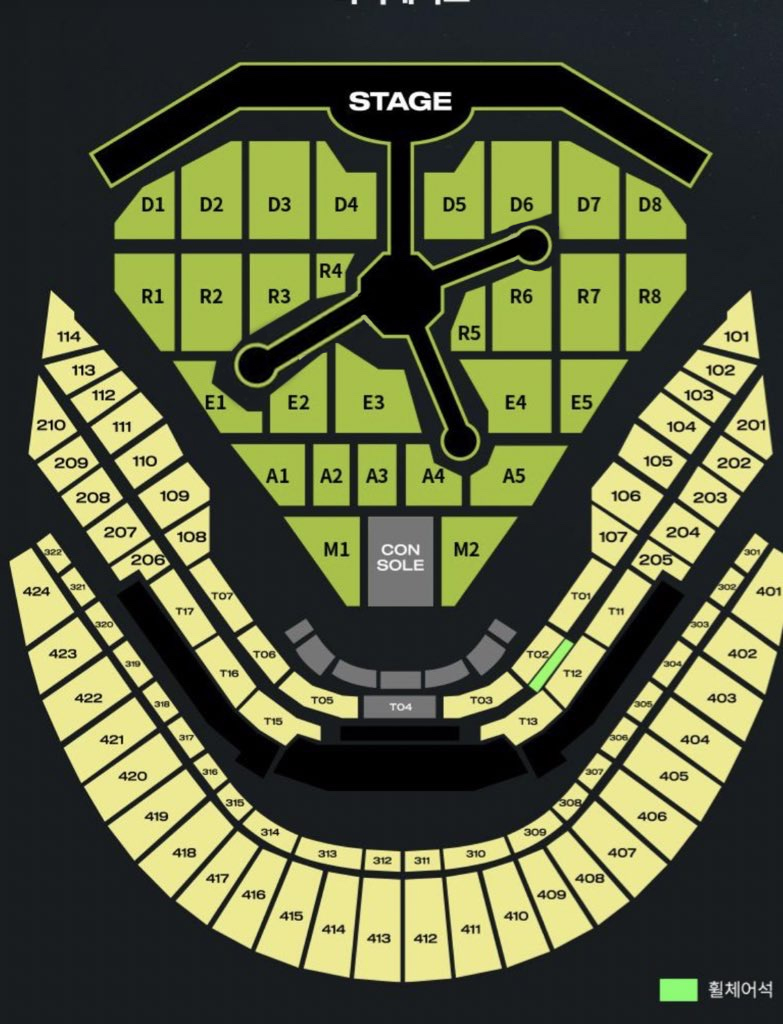 STAGE
D1 D2 D3 D4 D5 D6 D7 D8
R1 R2 R3 R4 R5 R6 R7 R8
E1 E2 E3 E4 E5
A1 A2 A3 A4 A5
M1 CON SOLE M2
114 101
113 102
112 103
210 111 104 201
209 110 105 202
208 109 106 203
207 108 107 204
206 205
322 301
424 321 T17 T07 T01 T11 302 401
423 320 T06 T02 303 402
319 T16 T12 304
422 318 T05 T04 T03 305 403
421 317 T15 T13 306 404
420 316 307 405
419 315 308 406
418 314 309 407
313 312 311 310
417 416 415 414 413 412 411 410 409 408
휠체어석